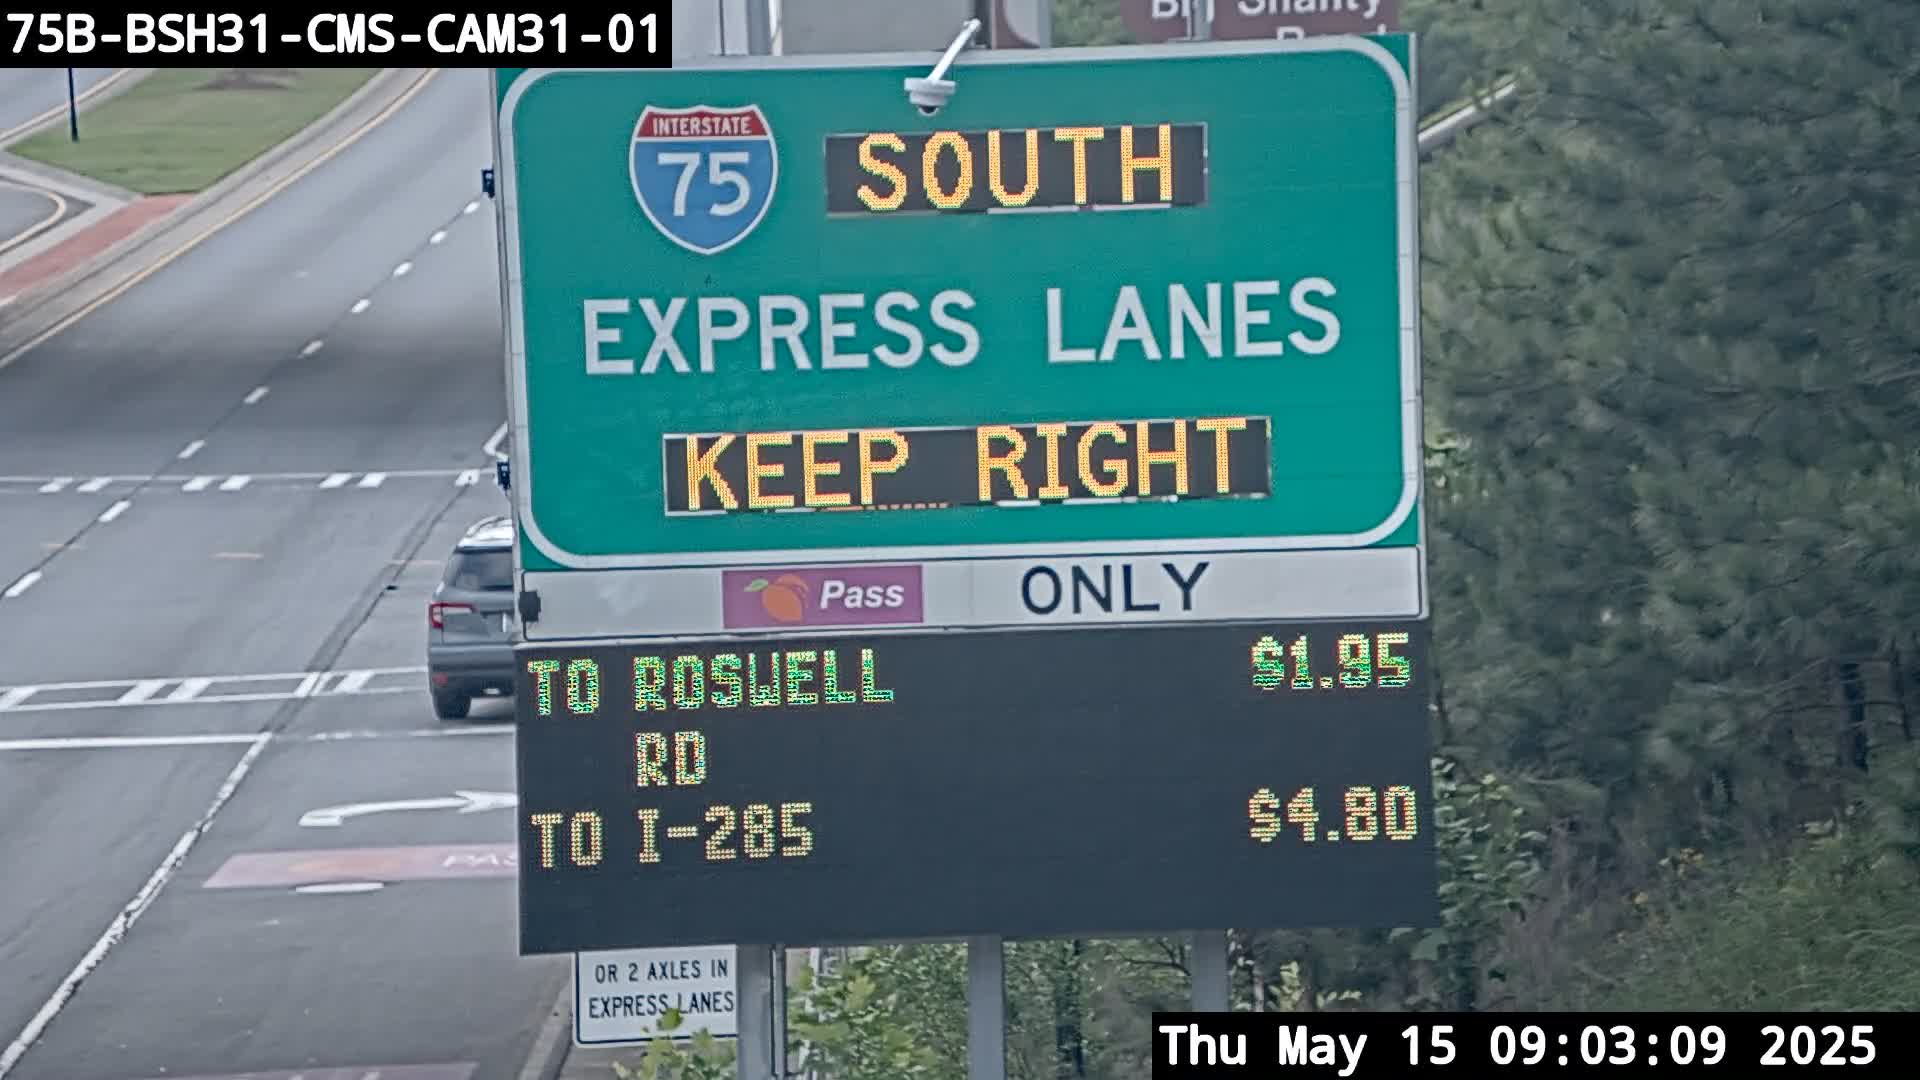 75B-BSH31-CMS-CAM31-01
Shanty
INTERSTATE
75
SOUTH
EXPRESS LANES
KEEP RIGHT
Pass ONLY
TO ROSWELL $1.95
RD
TO I-285 $4.80
OR 2 AXLES IN
EXPRESS LANES
Thu May 15 09:03:09 2025